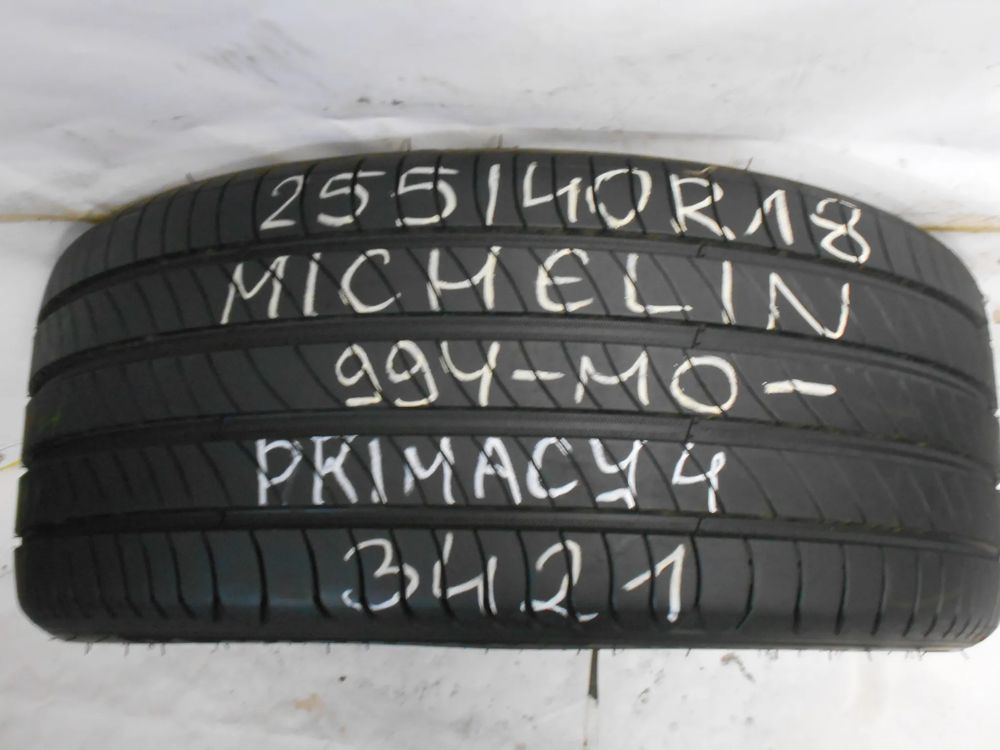 255/40R18
MICHELIN
99Y-MO-
PRIMACY4
3421